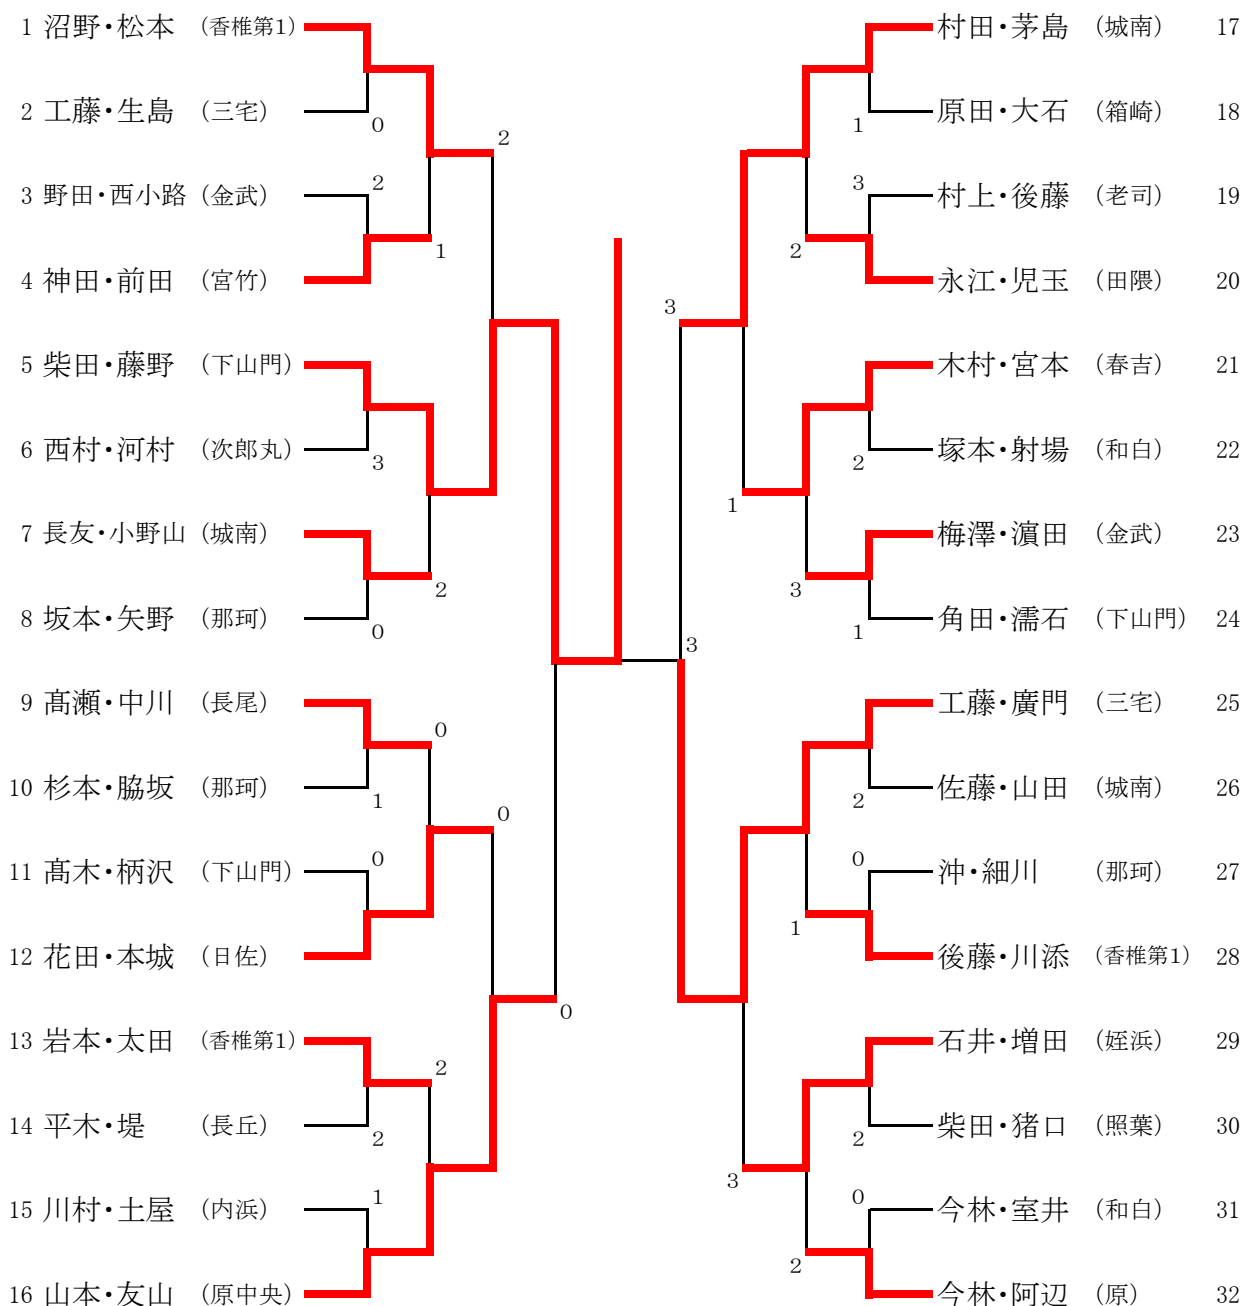 1 沼野・松本 （香椎第1）
0
2 工藤・生島 （三宅）
2
2
3 野田・西小路 （金武）
1
4 神田・前田 （宮竹）
5 柴田・藤野 （下山門）
3
6 西村・河村 （次郎丸）
7 長友・小野山 （城南）
2
0
8 坂本・矢野 （那珂）
9 髙瀬・中川 （長尾）
0
1
10 杉本・脇坂 （那珂）
0
0
11 髙木・柄沢 （下山門）
12 花田・本城 （日佐）
0
13 岩本・太田 （香椎第1）
2
2
14 平木・堤 （長丘）
1
15 川村・土屋 （内浜）
16 山本・友山 （原中央）
村田・茅島 （城南） 17
1
原田・大石 （箱崎） 18
3
村上・後藤 （老司） 19
2
永江・児玉 （田隈） 20
3
木村・宮本 （春吉） 21
2
塚本・射場 （和白） 22
1
梅澤・濵田 （金武） 23
3
1
角田・濡石 （下山門） 24
3
工藤・廣門 （三宅） 25
2
佐藤・山田 （城南） 26
0
沖・細川 （那珂） 27
1
後藤・川添 （香椎第1） 28
石井・増田 （姪浜） 29
2
柴田・猪口 （照葉） 30
3
0
今林・室井 （和白） 31
2
今林・阿辺 （原） 32